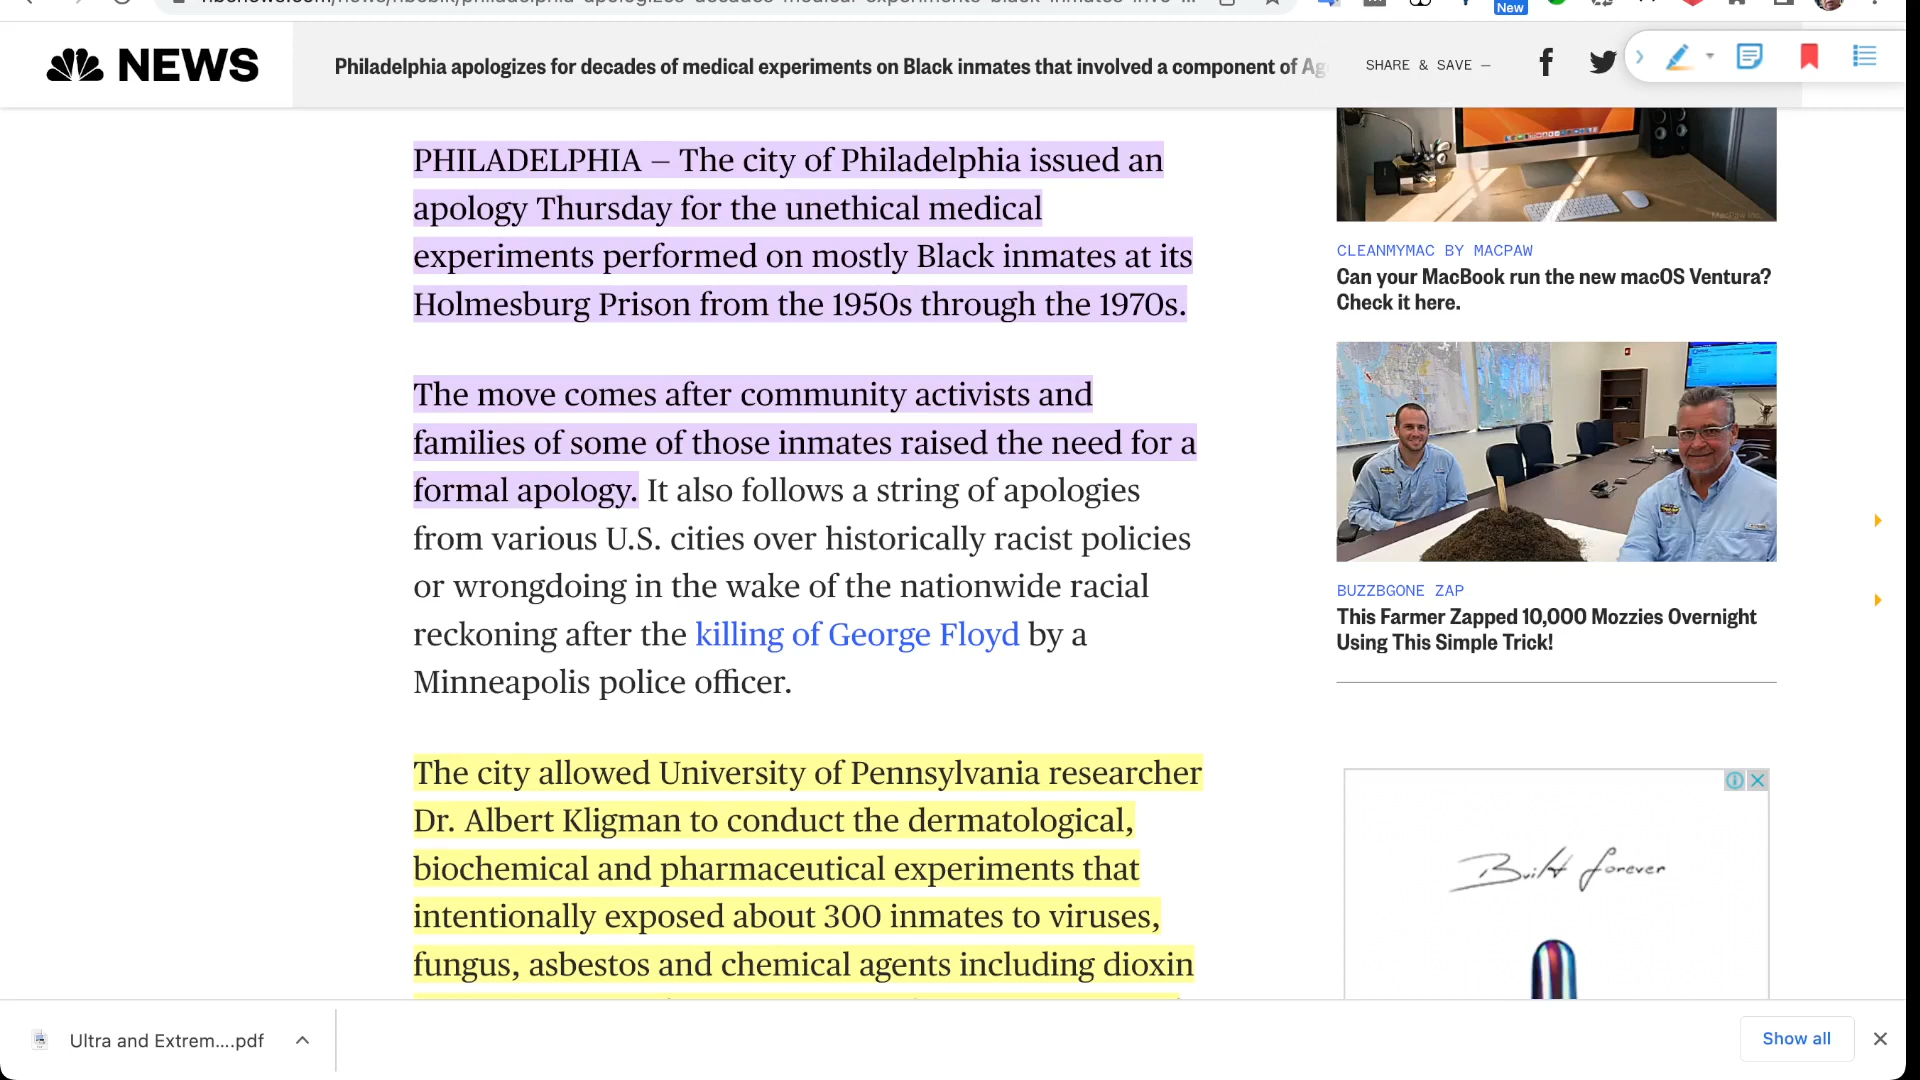 New
NEWS
Philadelphia apologizes for decades of medical experiments on Black inmates that involved a component of Ag
SHARE & SAVE —
PHILADELPHIA — The city of Philadelphia issued an
apology Thursday for the unethical medical
experiments performed on mostly Black inmates at its
Holmesburg Prison from the 1950s through the 1970s.
The move comes after community activists and
families of some of those inmates raised the need for a
formal apology. It also follows a string of apologies
from various U.S. cities over historically racist policies
or wrongdoing in the wake of the nationwide racial
reckoning after the killing of George Floyd by a
Minneapolis police officer.
The city allowed University of Pennsylvania researcher
Dr. Albert Kligman to conduct the dermatological,
biochemical and pharmaceutical experiments that
intentionally exposed about 300 inmates to viruses,
fungus, asbestos and chemical agents including dioxin
MacPaw Inc.
CLEANMYMAC BY MACPAW
Can your MacBook run the new macOS Ventura?
Check it here.
BUZZBGONE ZAP
This Farmer Zapped 10,000 Mozzies Overnight
Using This Simple Trick!
Built forever
Ultra and Extrem....pdf
Show all